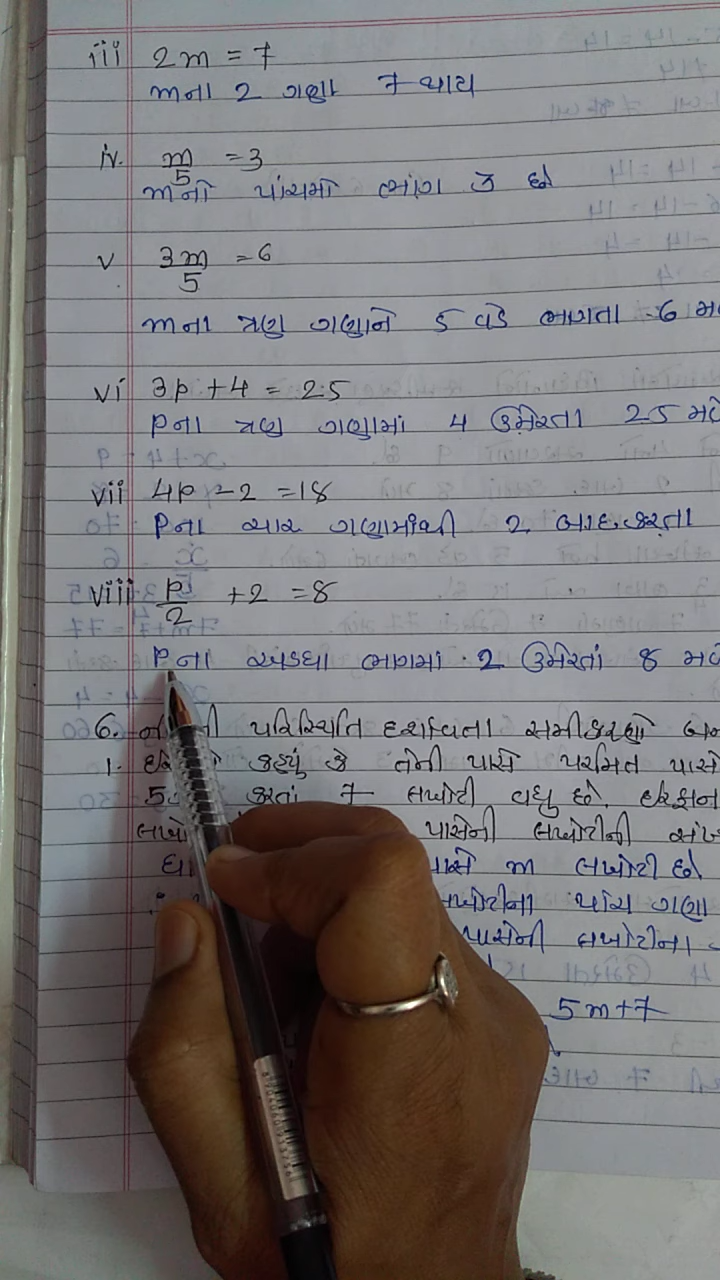 iii 2m = 7
mના 2 ગણા 7 થાય
iv. m/5 = 3
mનો પાંચમો ભાગ 3 છે
v 3m/5 = 6
mના ત્રણ ગણાને 5 વડે ભાગતા 6
vi 3p + 4 = 25
pના ત્રણ ગણામાં 4 ઉમેરતા 25
vii 4p - 2 = 18
pના ચાર ગણામાંથી 2 બાદ કરતા
viii p/2 + 2 = 8
pના અડધા ભાગમાં 2 ઉમેરતાં 8
6. પરિસ્થિતિ દર્શાવતા સમીકરણો
1. કહ્યું કે તેની પાસે પરમિત પાસે
કરતાં 7 લખોટી વધુ છે. ઇરફાન
પાસેની લખોટીની
m લખોટી છે
પાંચ ગણા
પાસેની લખોટીના
5m+7